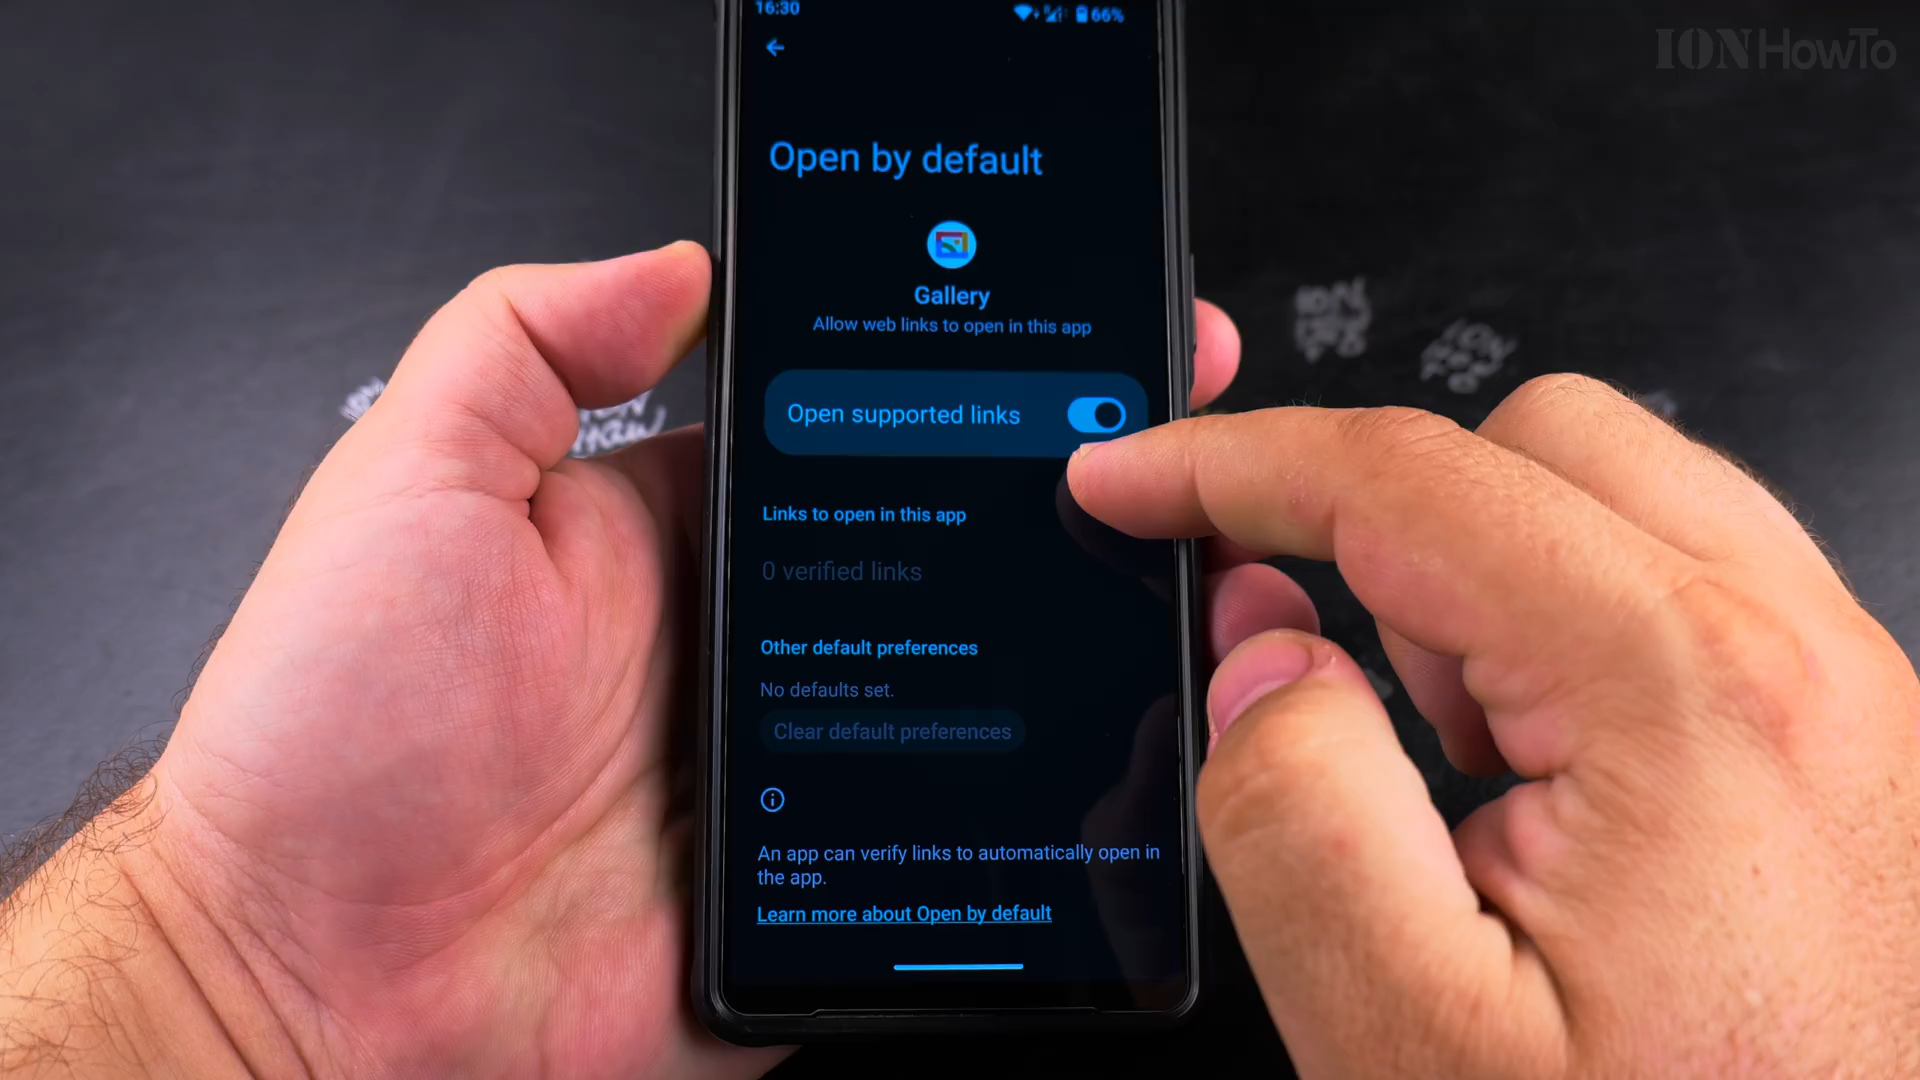 16:30
66%
ION HowTo
Open by default
Gallery
Allow web links to open in this app
Open supported links
Links to open in this app
0 verified links
Other default preferences
No defaults set.
Clear default preferences
An app can verify links to automatically open in
the app.
Learn more about Open by default